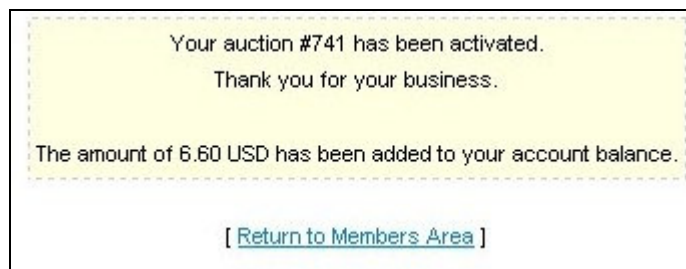 Your auction #741 has been activated.
Thank you for your business.
The amount of 6.60 USD has been added to your account balance.
[ Return to Members Area ]